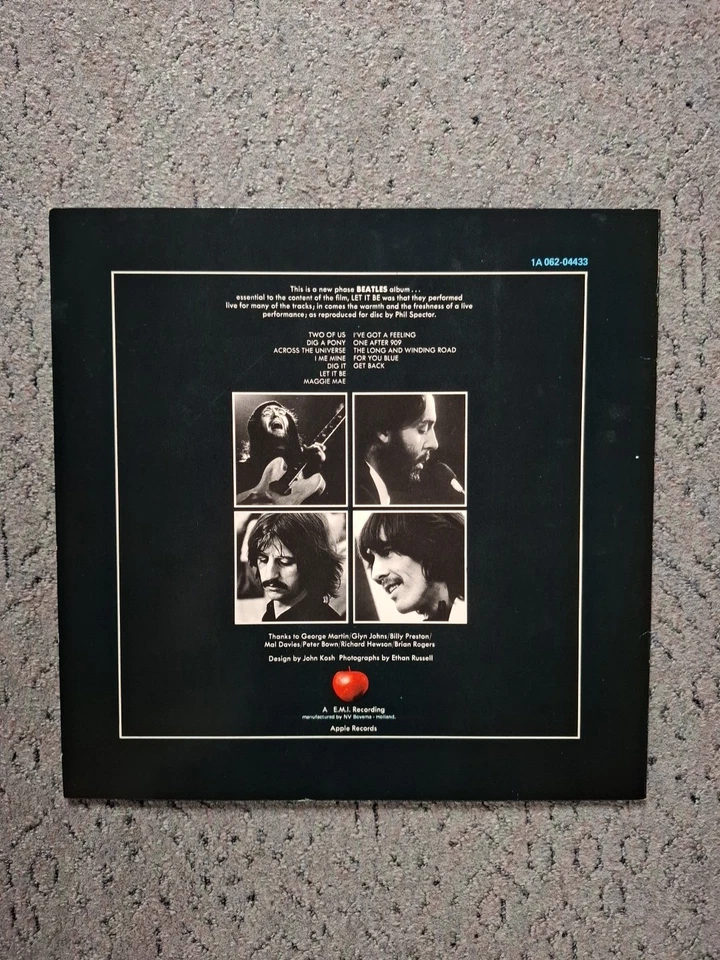 1A 062-04433
This is a new phase BEATLES album . . .
essential to the content of the film, LET IT BE was that they performed
live for many of the tracks; in comes the warmth and the freshness of a live
performance; as reproduced for disc by Phil Spector.
TWO OF US
DIG A PONY
ACROSS THE UNIVERSE
I ME MINE
DIG IT
LET IT BE
MAGGIE MAE
I'VE GOT A FEELING
ONE AFTER 909
THE LONG AND WINDING ROAD
FOR YOU BLUE
GET BACK
Thanks to George Martin/Glyn Johns/Billy Preston/
Mal Davies/Peter Bown/Richard Hewson/Brian Rogers
Design by John Kosh Photographs by Ethan Russell
A E.M.I. Recording
manufactured by NV Bovema - Holland.
Apple Records